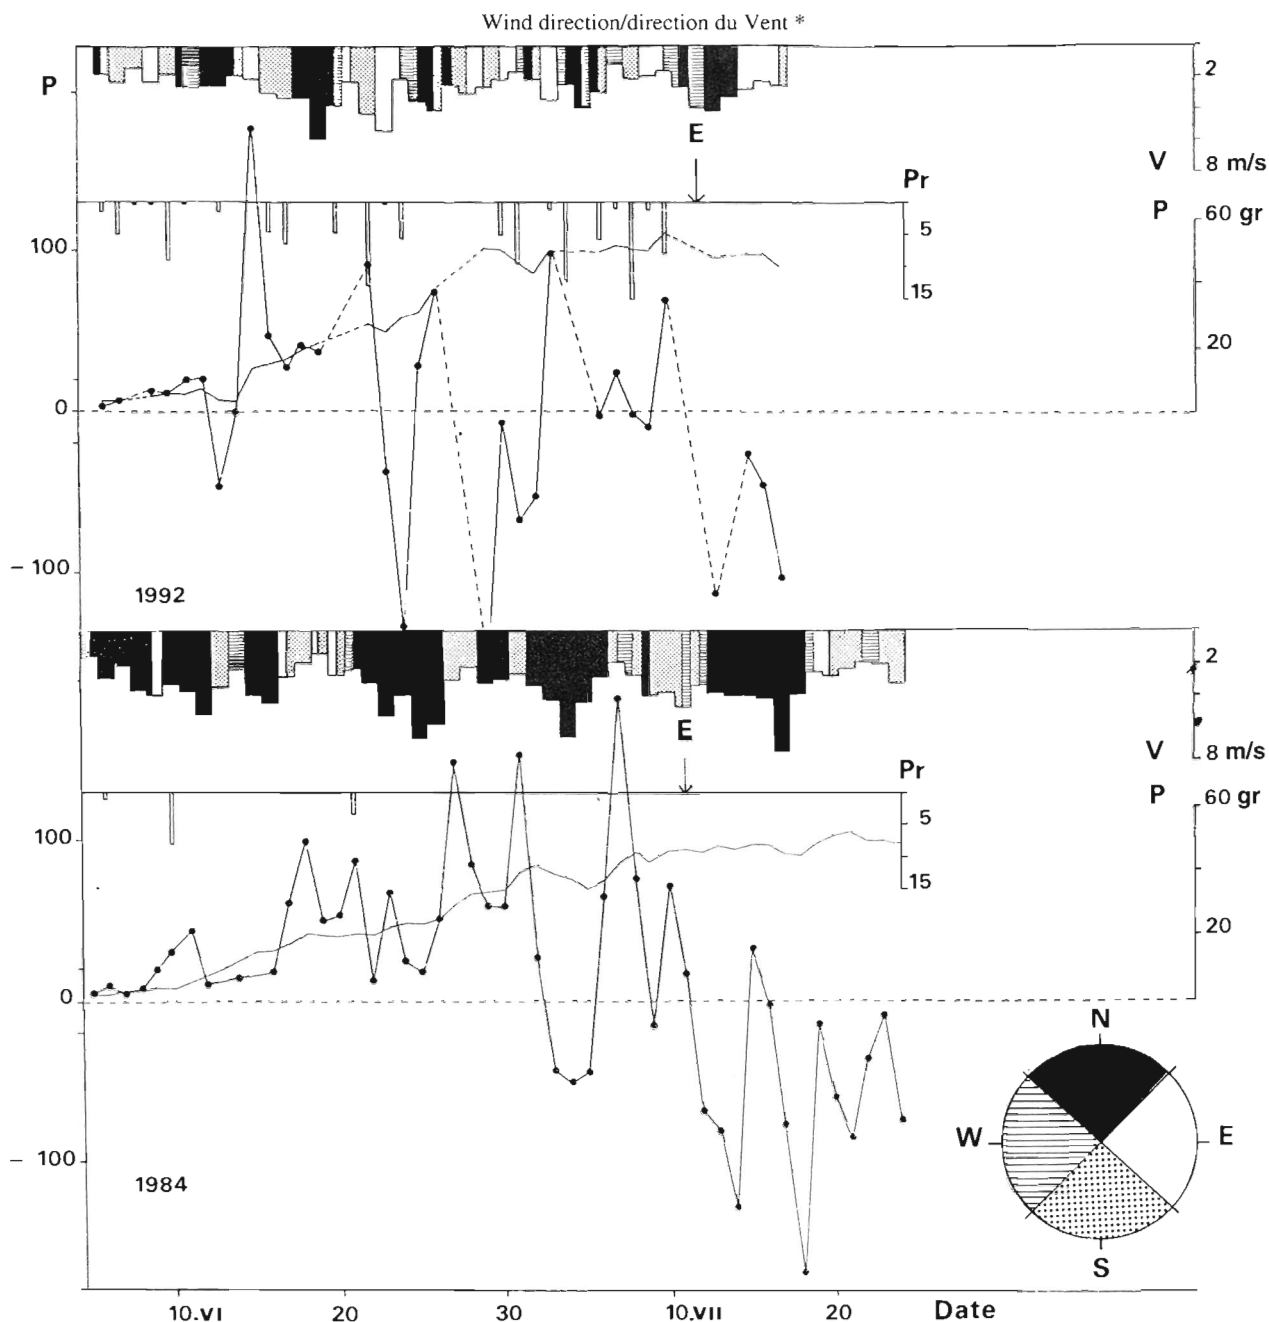 Wind direction/direction du Vent *
P
2
E
V
8 m/s
Pr
P
60 gr
100
5
15
20
0
- 100
1992
2
E
V
8 m/s
Pr
P
60 gr
100
5
15
20
0
N
W
E
- 100
1984
S
10.VI
20
30
10.VII
20
Date